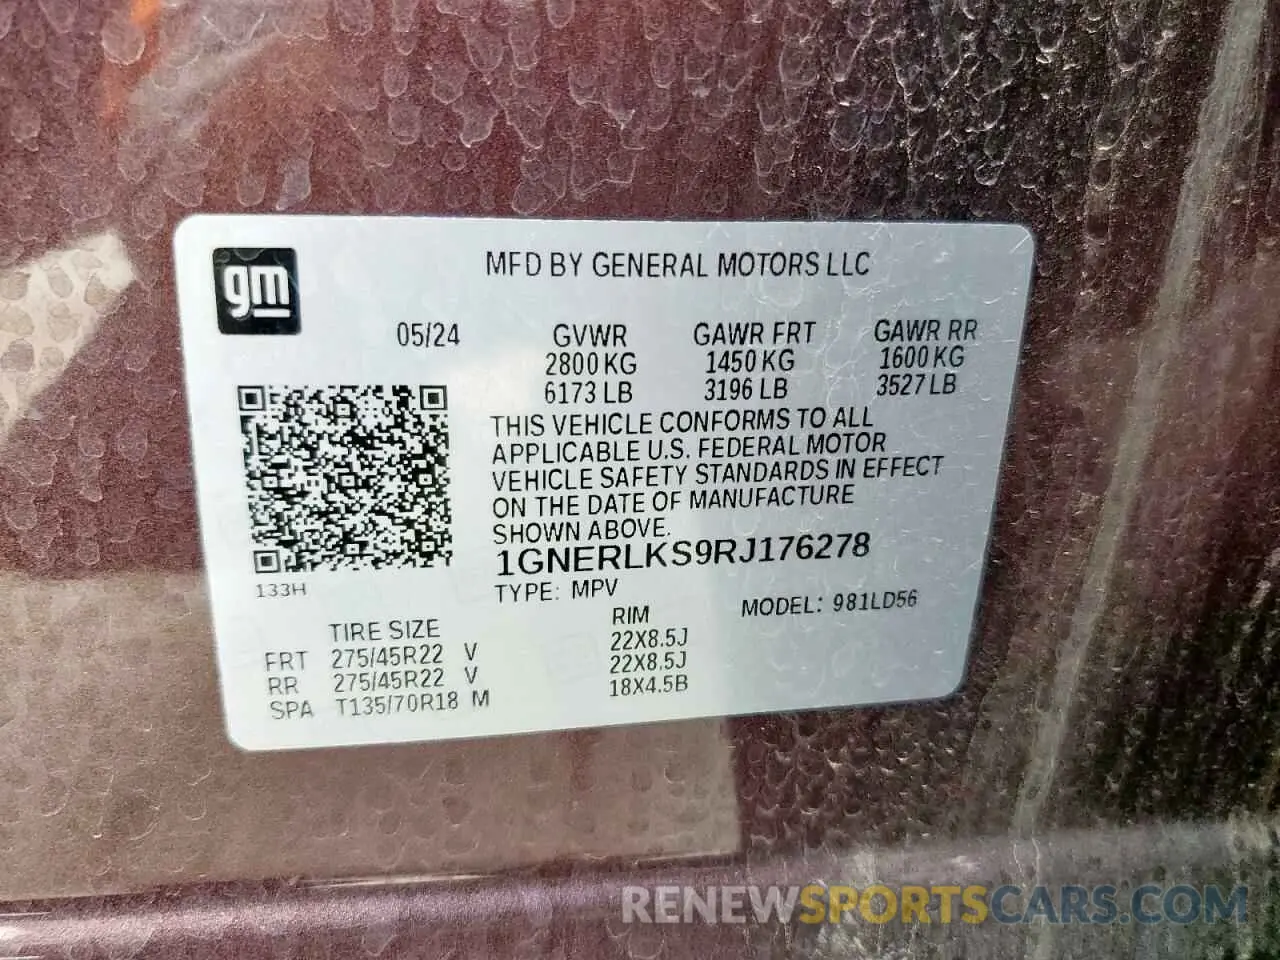 gm
MFD BY GENERAL MOTORS LLC
05/24 GVWR GAWR FRT GAWR RR
2800 KG 1450 KG 1600 KG
6173 LB 3196 LB 3527 LB
THIS VEHICLE CONFORMS TO ALL
APPLICABLE U.S. FEDERAL MOTOR
VEHICLE SAFETY STANDARDS IN EFFECT
ON THE DATE OF MANUFACTURE
SHOWN ABOVE.
1GNERLKS9RJ176278
133H
TYPE: MPV MODEL: 981LD56
TIRE SIZE RIM
FRT 275/45R22 V 22X8.5J
RR 275/45R22 V 22X8.5J
SPA T135/70R18 M 18X4.5B
RENEWSPORTSCARS.COM